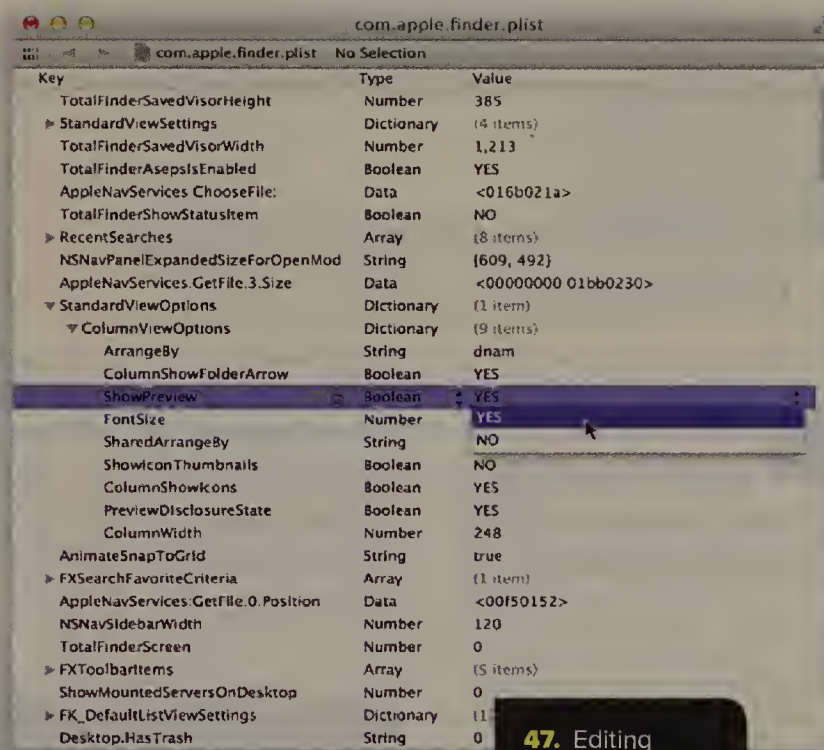 com.apple.finder.plist
com.apple.finder.plist No Selection
Key Type Value
TotalFinderSavedVisorHeight Number 385
StandardViewSettings Dictionary (4 items)
TotalFinderSavedVisorWidth Number 1,213
TotalFinderAsepsisEnabled Boolean YES
AppleNavServices ChooseFile: Data <016b021a>
TotalFinderShowStatusItem Boolean NO
RecentSearches Array (8 items)
NSNavPanelExpandedSizeForOpenMod String {609, 492}
AppleNavServices.GetFile.3.Size Data <00000000 01bb0230>
StandardViewOptions Dictionary (1 item)
ColumnViewOptions Dictionary (9 items)
ArrangeBy String dnam
ColumnShowFolderArrow Boolean YES
ShowPreview Boolean YES
FontSize Number YES
SharedArrangeBy String NO
ShowIconThumbnails Boolean NO
ColumnShowIcons Boolean YES
PreviewDisclosureState Boolean YES
ColumnWidth Number 248
AnimateSnapToGrid String true
FXSearchFavoriteCriteria Array (1 item)
AppleNavServices:GetFile.0.Position Data <00f50152>
NSNavSidebarWidth Number 120
TotalFinderScreen Number 0
FXToolbarItems Array (5 items)
ShowMountedServersOnDesktop Number 0
FK_DefaultListViewSettings Dictionary
Desktop.HasTrash String 0
47. Editing